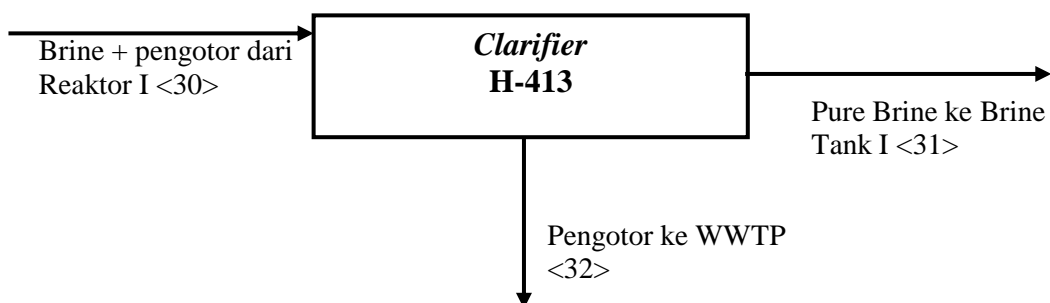 Brine + pengotor dari
Reaktor I <30>
Clarifier
H-413
Pure Brine ke Brine
Tank I <31>
Pengotor ke WWTP
<32>